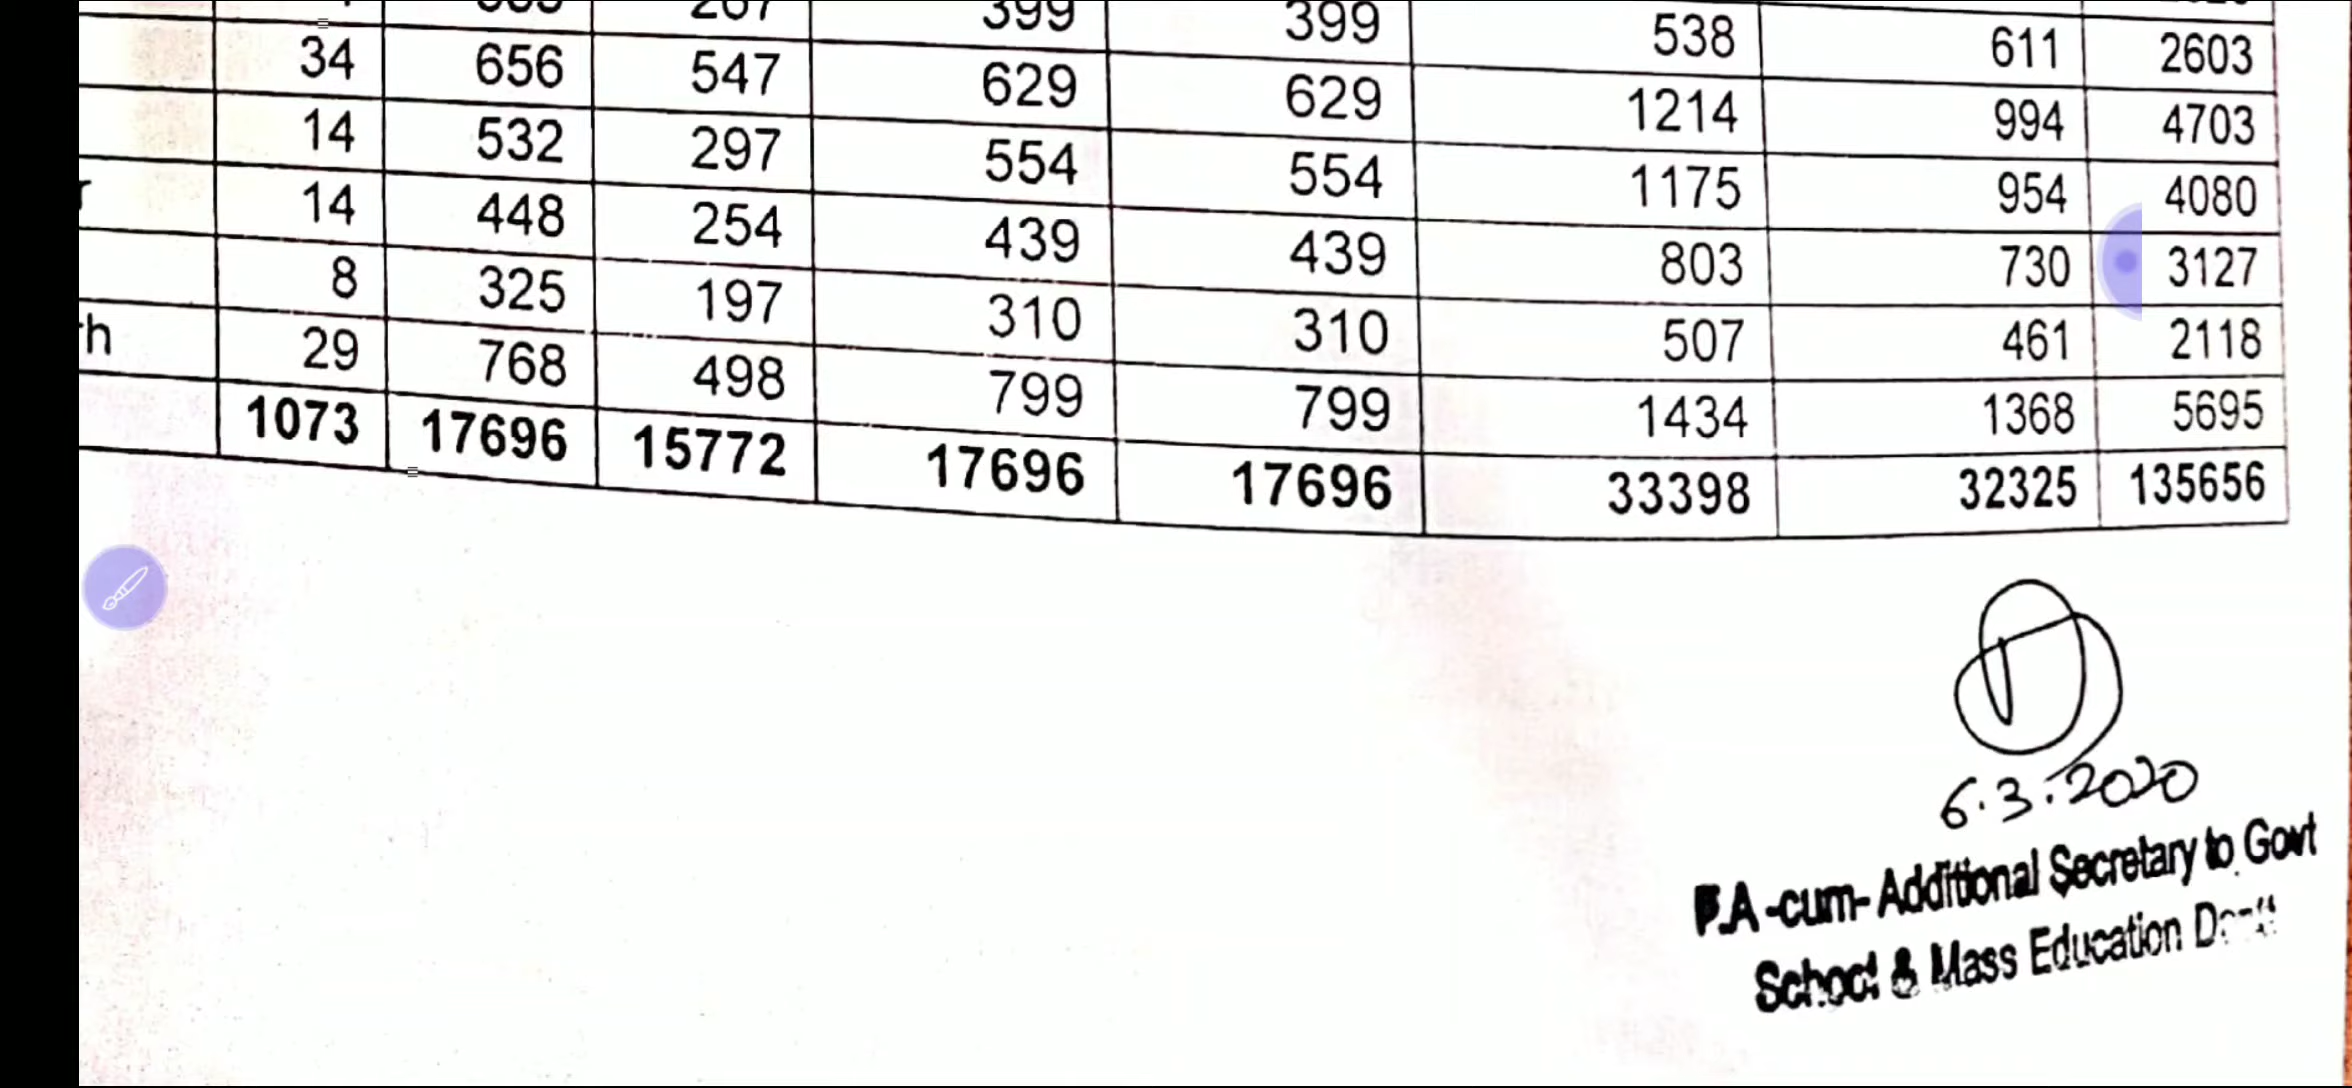 399 399 538 611 2603
34 656 547 629 629 1214 994 4703
14 532 297 554 554 1175 954 4080
r 14 448 254 439 439 803 730 3127
8 325 197 310 310 507 461 2118
rh 29 768 498 799 799 1434 1368 5695
1073 17696 15772 17696 17696 33398 32325 135656
6.3.2020
F.A-cum-Additional Secretary to Govt
School & Mass Education